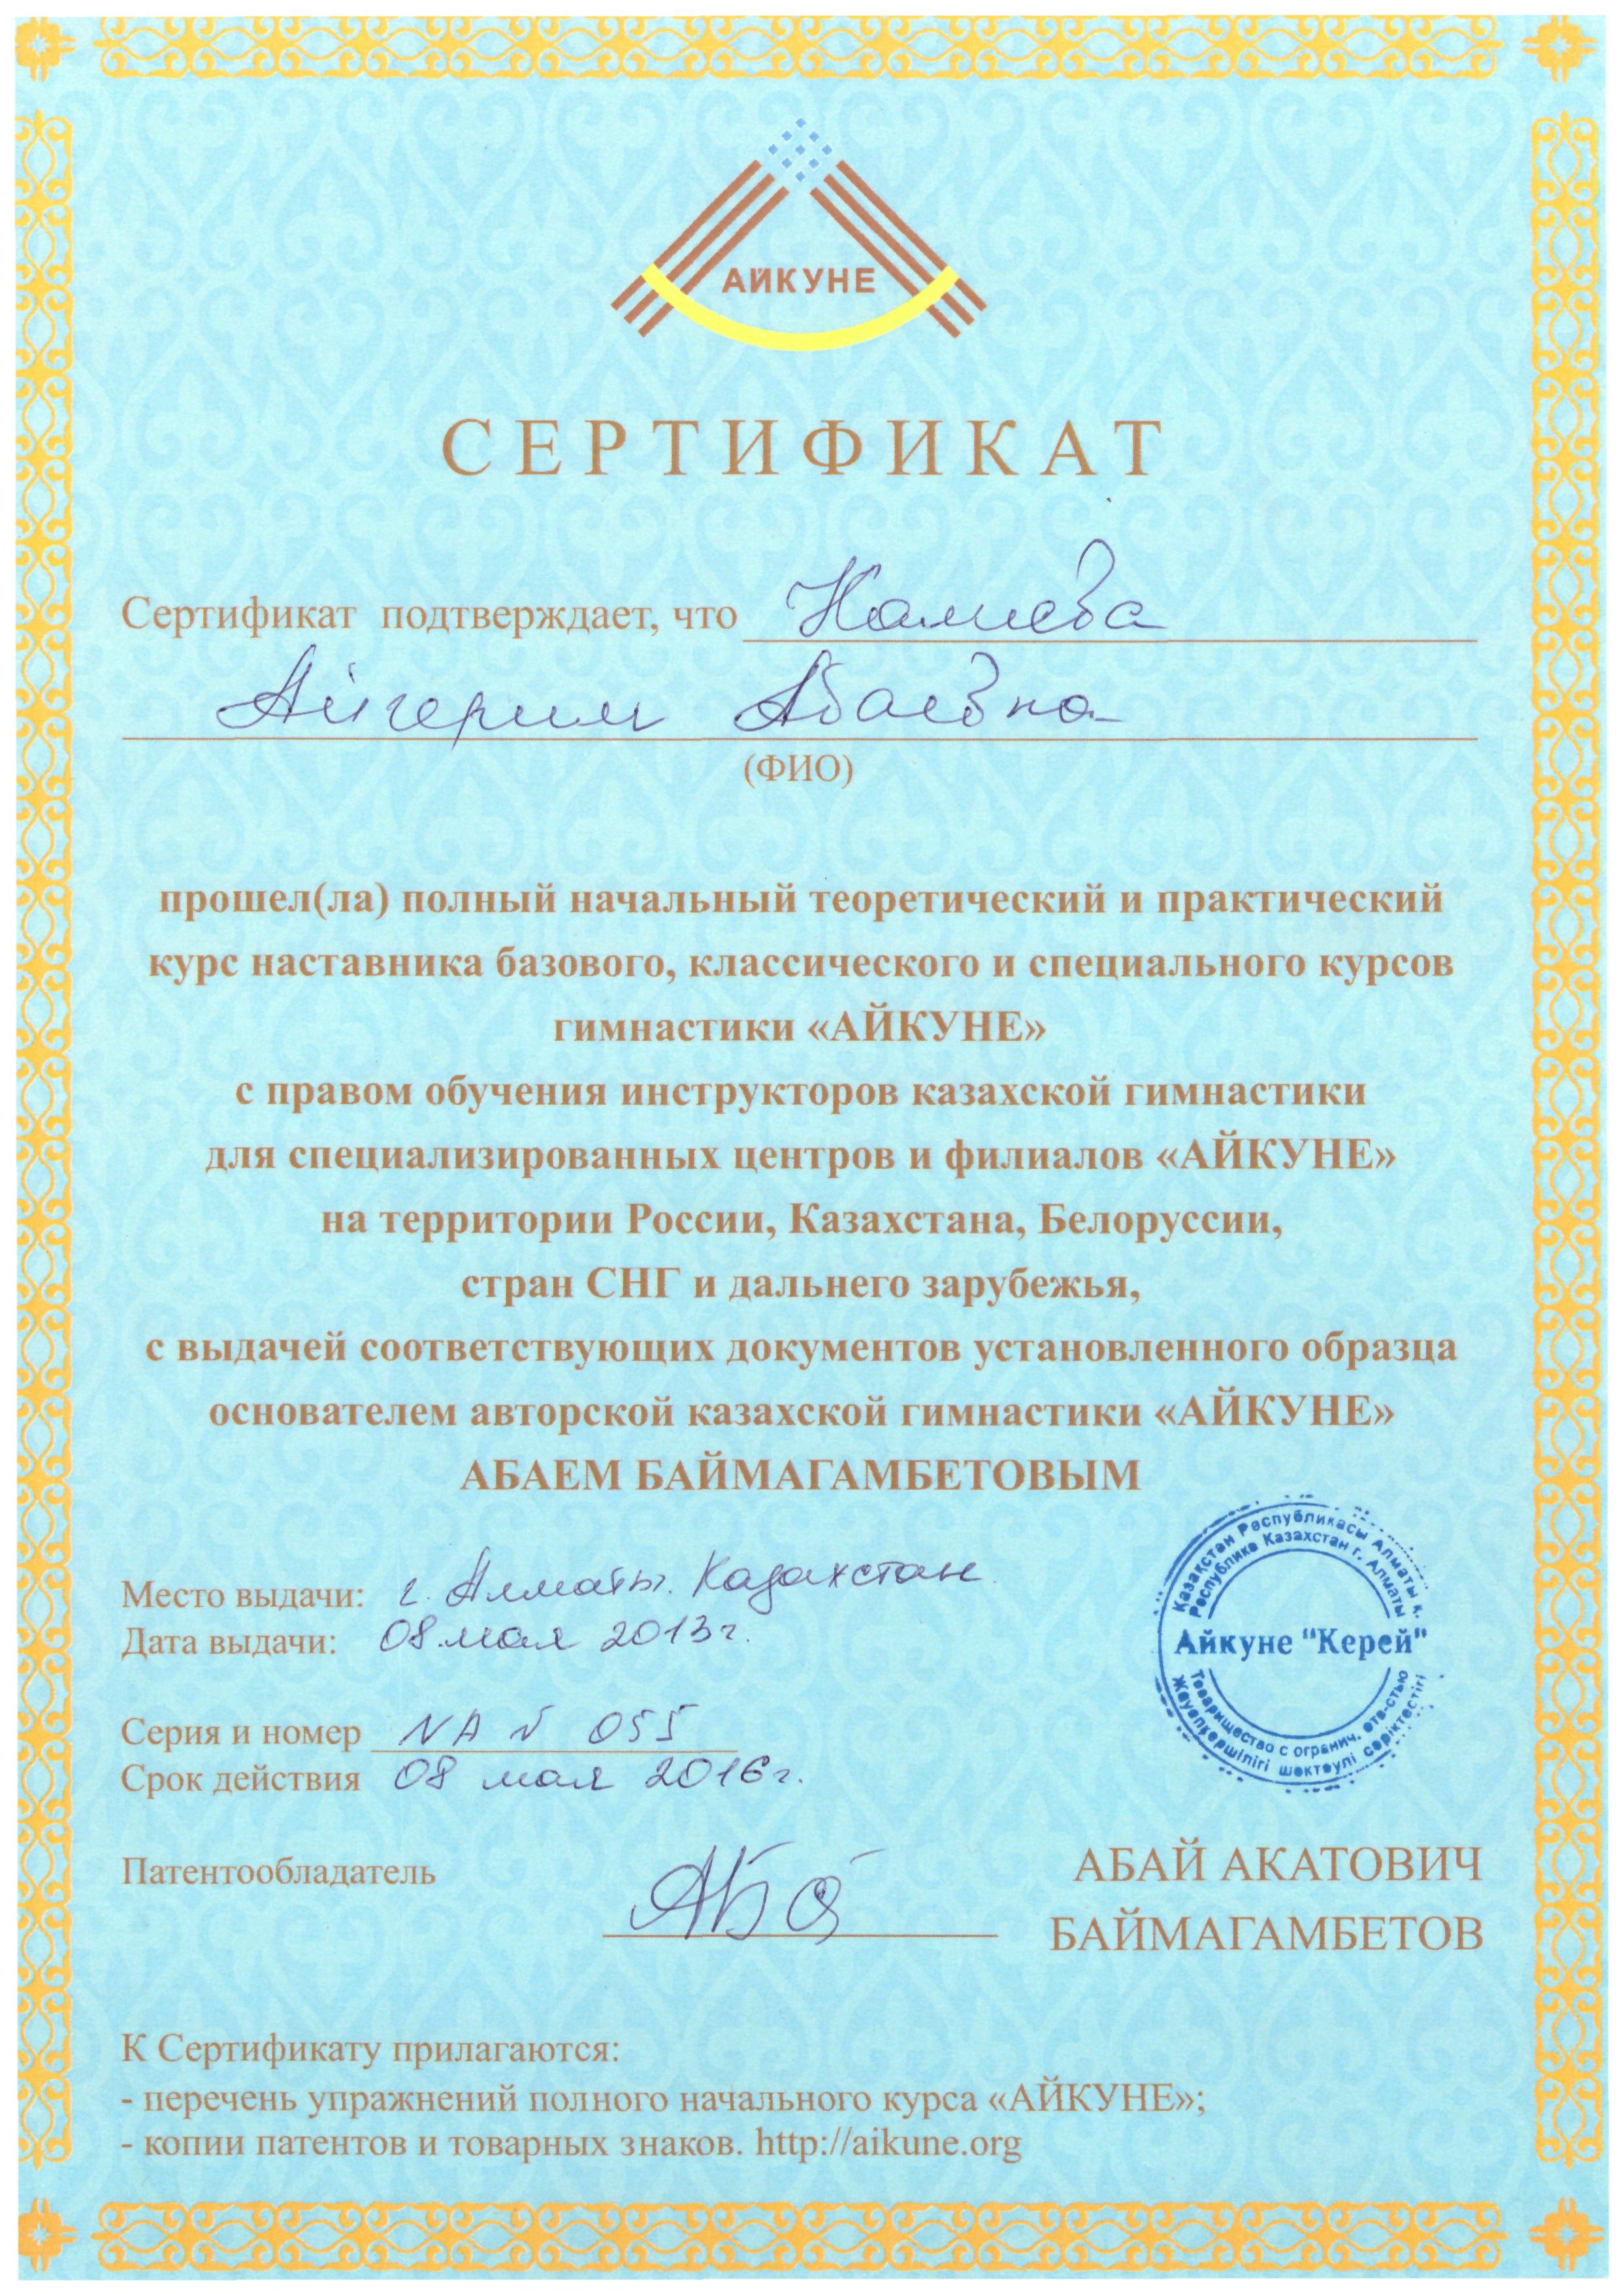 АЙКУНЕ
СЕРТИФИКАТ
Сертификат подтверждает, что Налиева
Айгерим Абаевна
(ФИО)
прошел(ла) полный начальный теоретический и практический
курс наставника базового, классического и специального курсов
гимнастики «АЙКУНЕ»
с правом обучения инструкторов казахской гимнастики
для специализированных центров и филиалов «АЙКУНЕ»
на территории России, Казахстана, Белоруссии,
стран СНГ и дальнего зарубежья,
с выдачей соответствующих документов установленного образца
основателем авторской казахской гимнастики «АЙКУНЕ»
АБАЕМ БАЙМАГАМБЕТОВЫМ
Қазақстан Республикасы Алматы қ.
Республика Казахстан г. Алматы
Айкуне "Керей"
Товарищество с огранич. отв-стью
Жауапкершілігі шектеулі серіктестігі
Место выдачи: г. Алматы. Казахстан.
Дата выдачи: 08 мая 2013г.
Серия и номер NA N 055
Срок действия 08 мая 2016г.
Патентообладатель
АБАЙ АКАТОВИЧ
БАЙМАГАМБЕТОВ
К Сертификату прилагаются:
- перечень упражнений полного начального курса «АЙКУНЕ»;
- копии патентов и товарных знаков. http://aikune.org